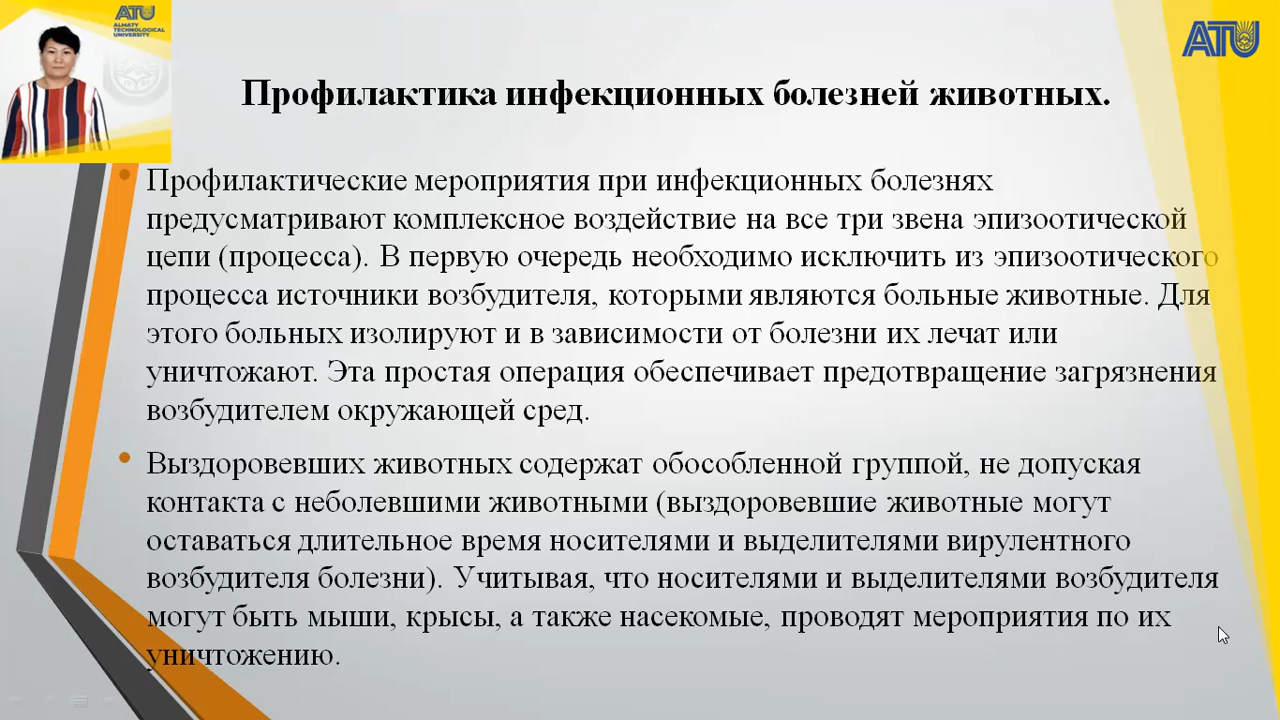 ATU
ALMATY
TECHNOLOGICAL
UNIVERSITY
ATU
Профилактика инфекционных болезней животных.
Профилактические мероприятия при инфекционных болезнях
предусматривают комплексное воздействие на все три звена эпизоотической
цепи (процесса). В первую очередь необходимо исключить из эпизоотического
процесса источники возбудителя, которыми являются больные животные. Для
этого больных изолируют и в зависимости от болезни их лечат или
уничтожают. Эта простая операция обеспечивает предотвращение загрязнения
возбудителем окружающей сред.
Выздоровевших животных содержат обособленной группой, не допуская
контакта с неболевшими животными (выздоровевшие животные могут
оставаться длительное время носителями и выделителями вирулентного
возбудителя болезни). Учитывая, что носителями и выделителями возбудителя
могут быть мыши, крысы, а также насекомые, проводят мероприятия по их
уничтожению.